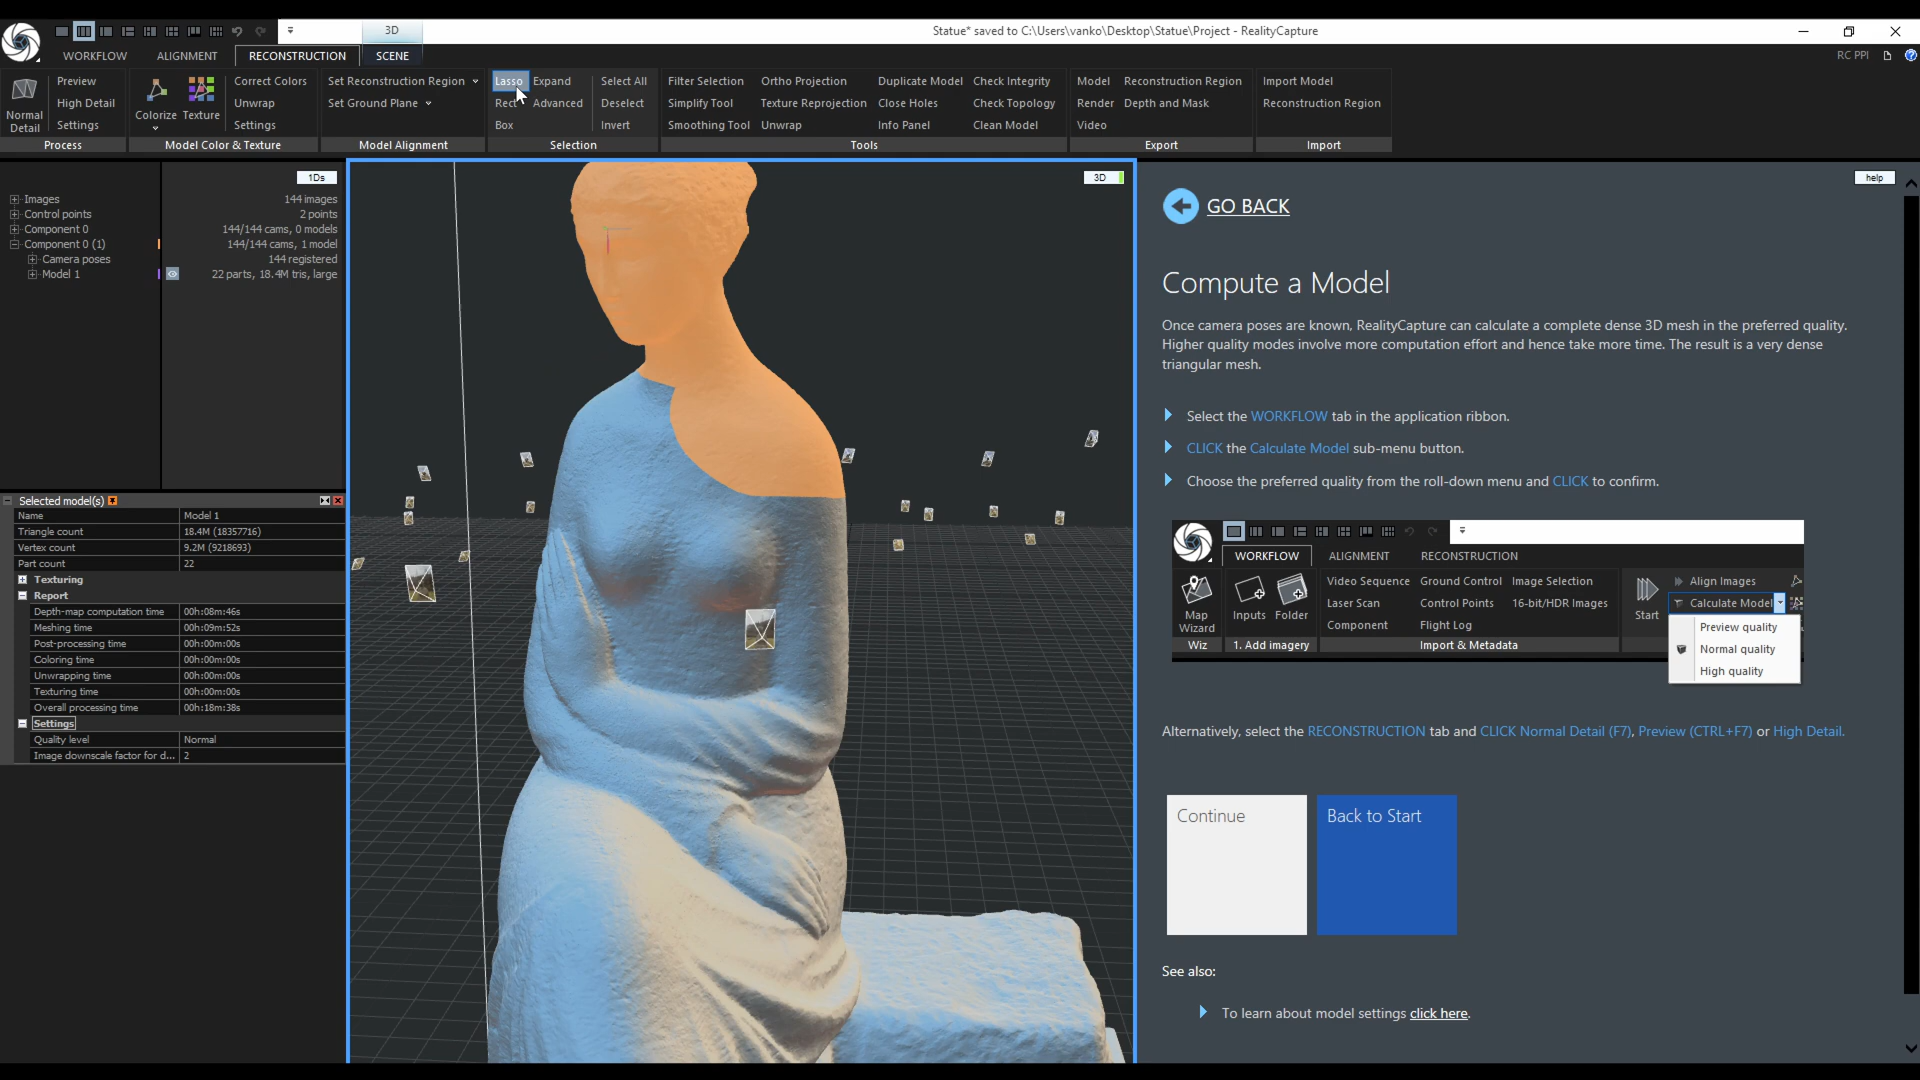 3D
Statue* saved to C:\Users\vanko\Desktop\Statue\Project - RealityCapture
WORKFLOW ALIGNMENT RECONSTRUCTION SCENE RC PPI
Normal Detail
Preview
High Detail
Settings
Process
Colorize
Texture
Correct Colors
Unwrap
Settings
Model Color & Texture
Set Reconstruction Region
Set Ground Plane
Model Alignment
Lasso Expand Select All
Rect Advanced Deselect
Box Invert
Selection
Filter Selection Ortho Projection Duplicate Model Check Integrity
Simplify Tool Texture Reprojection Close Holes Check Topology
Smoothing Tool Unwrap Info Panel Clean Model
Tools
Model Reconstruction Region
Render Depth and Mask
Video
Export
Import Model
Reconstruction Region
Import
1Ds
Images 144 images
Control points 2 points
Component 0 144/144 cams, 0 models
Component 0 (1) 144/144 cams, 1 model
Camera poses 144 registered
Model 1 22 parts, 18.4M tris, large
Selected model(s)
Name Model 1
Triangle count 18.4M (18357716)
Vertex count 9.2M (9218693)
Part count 22
Texturing
Report
Depth-map computation time 00h:08m:46s
Meshing time 00h:09m:52s
Post-processing time 00h:00m:00s
Coloring time 00h:00m:00s
Unwrapping time 00h:00m:00s
Texturing time 00h:00m:00s
Overall processing time 00h:18m:38s
Settings
Quality level Normal
Image downscale factor for d... 2
3D
help
GO BACK
Compute a Model
Once camera poses are known, RealityCapture can calculate a complete dense 3D mesh in the preferred quality.
Higher quality modes involve more computation effort and hence take more time. The result is a very dense
triangular mesh.
Select the WORKFLOW tab in the application ribbon.
CLICK the Calculate Model sub-menu button.
Choose the preferred quality from the roll-down menu and CLICK to confirm.
WORKFLOW ALIGNMENT RECONSTRUCTION
Map Wizard
Wiz
Inputs Folder
1. Add imagery
Video Sequence Ground Control Image Selection
Laser Scan Control Points 16-bit/HDR Images
Component Flight Log
Import & Metadata
Start
Align Images
Calculate Model
Preview quality
Normal quality
High quality
Alternatively, select the RECONSTRUCTION tab and CLICK Normal Detail (F7), Preview (CTRL+F7) or High Detail.
Continue
Back to Start
See also:
To learn about model settings click here.